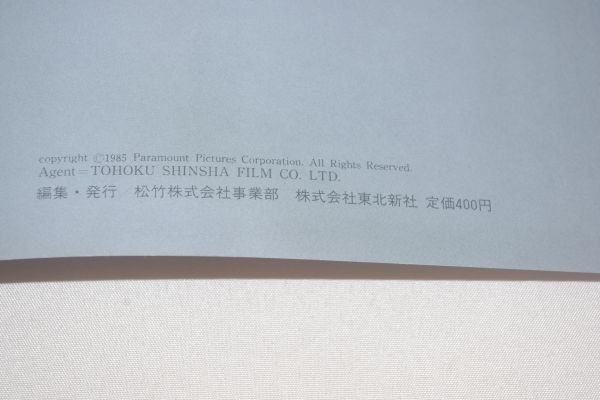 copyright ©1985 Paramount Pictures Corporation. All Rights Reserved.
Agent=TOHOKU SHINSHA FILM CO. LTD.
編集・発行　松竹株式会社事業部　株式会社東北新社 定価400円